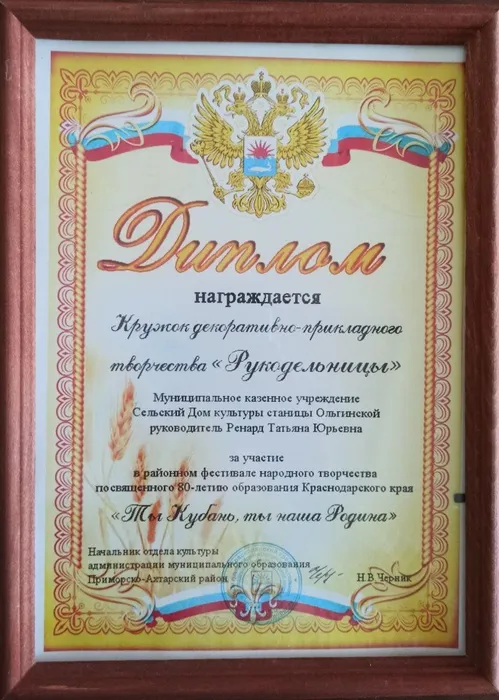 Диплом
награждается
Кружок декоративно-прикладного
творчества «Рукодельницы»
Муниципальное казенное учреждение
Сельский Дом культуры станицы Ольгинской
руководитель Ренард Татьяна Юрьевна
за участие
в районном фестивале народного творчества
посвященного 80-летию образования Краснодарского края
«Ты Кубань, ты наша Родина»
Начальник отдела культуры
администрации муниципального образования
Приморско-Ахтарский район
Н.В.Черник